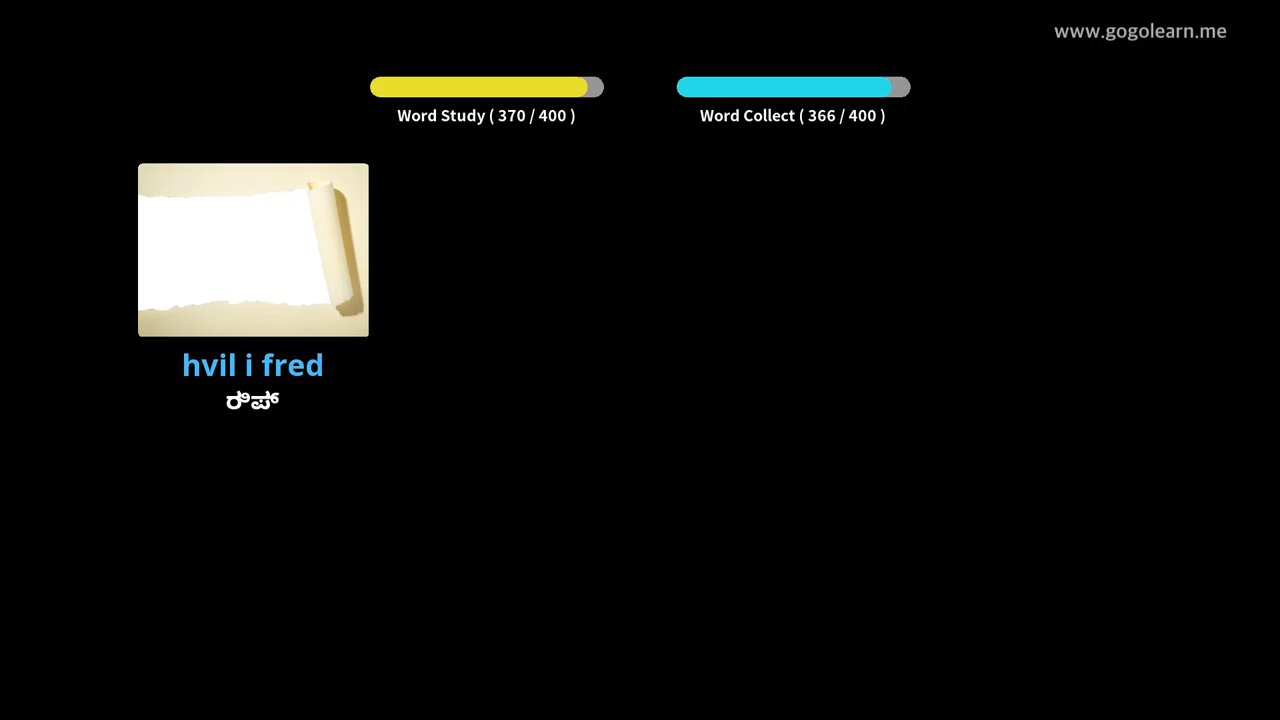 www.gogolearn.me
Word Study ( 370 / 400 )
Word Collect ( 366 / 400 )
hvil i fred
ರಿಪ್